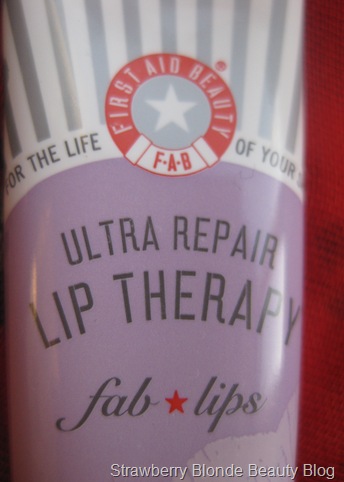 FIRST AID BEAUTY®
F·A·B
FOR THE LIFE OF YOUR
ULTRA REPAIR
LIP THERAPY
fab ★ lips
Strawberry Blonde Beauty Blog